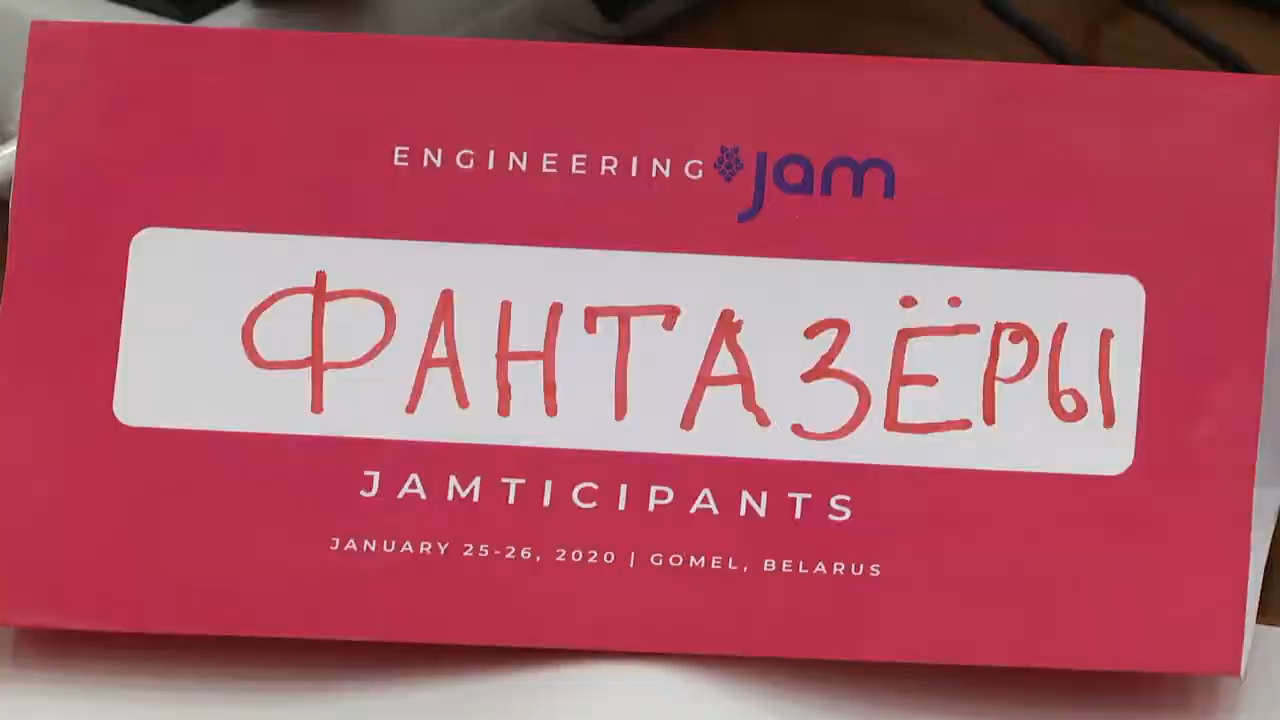 ENGINEERING jam
ФАНТАЗЁРЫ
JAMTICIPANTS
JANUARY 25-26, 2020 | GOMEL, BELARUS